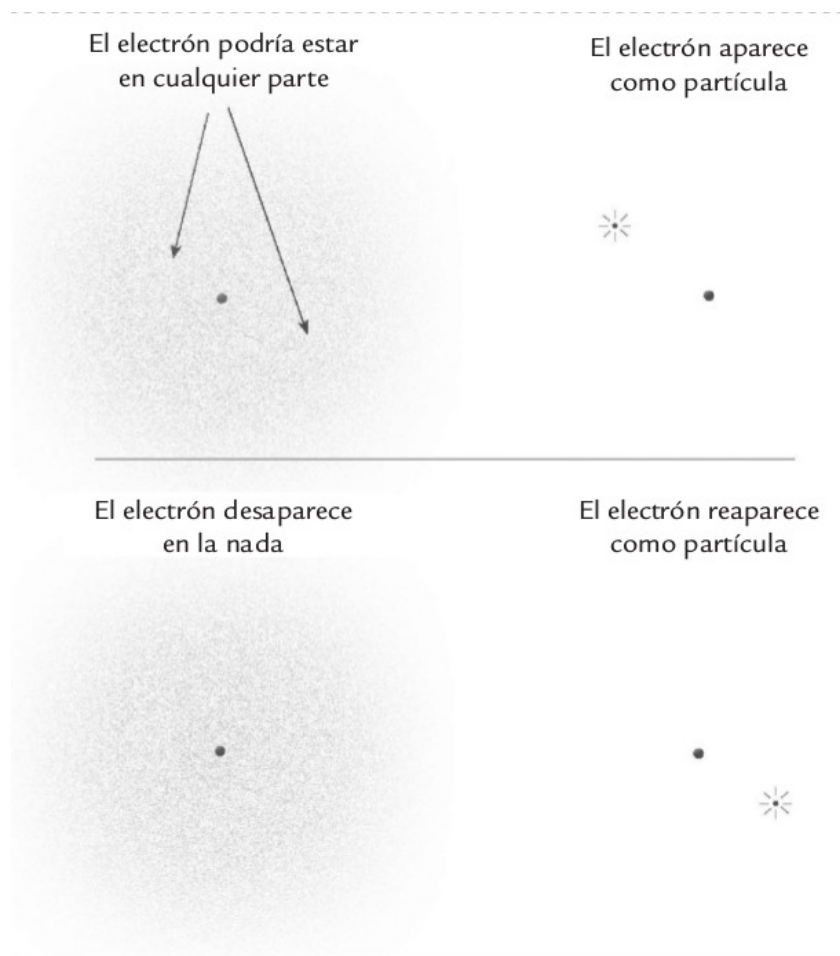 El electrón podría estar
en cualquier parte
El electrón aparece
como partícula
El electrón desaparece
en la nada
El electrón reaparece
como partícula